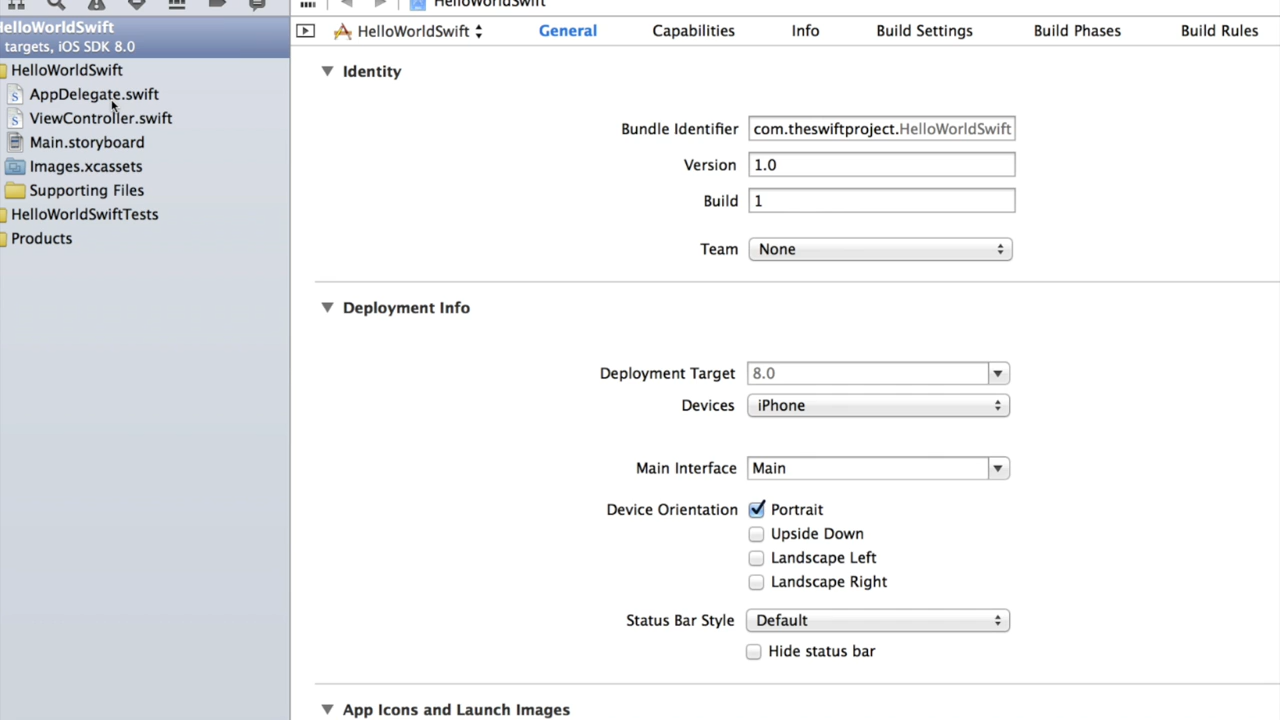 HelloWorldSwift
elloWorldSwift
targets, iOS SDK 8.0
HelloWorldSwift
AppDelegate.swift
ViewController.swift
Main.storyboard
Images.xcassets
Supporting Files
HelloWorldSwiftTests
Products
HelloWorldSwift
General
Capabilities
Info
Build Settings
Build Phases
Build Rules
Identity
Bundle Identifier com.theswiftproject.HelloWorldSwift
Version 1.0
Build 1
Team None
Deployment Info
Deployment Target 8.0
Devices iPhone
Main Interface Main
Device Orientation Portrait
Upside Down
Landscape Left
Landscape Right
Status Bar Style Default
Hide status bar
App Icons and Launch Images